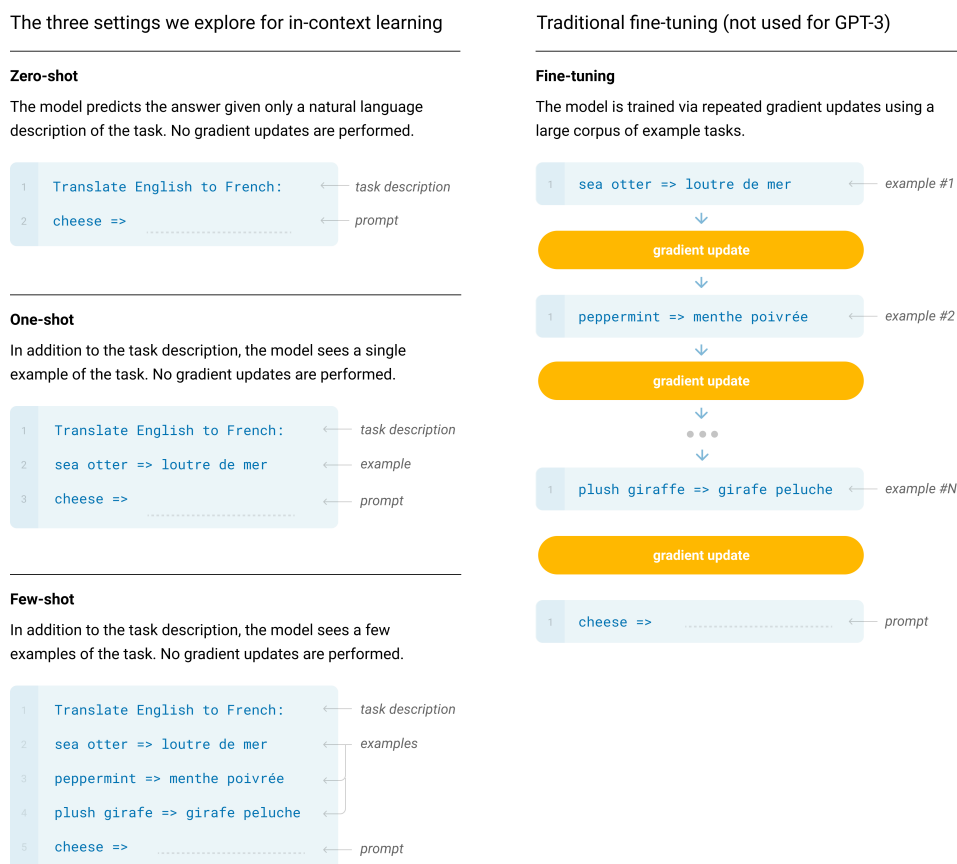 The three settings we explore for in-context learning
Zero-shot
The model predicts the answer given only a natural language
description of the task. No gradient updates are performed.
1 Translate English to French: task description
2 cheese => prompt
One-shot
In addition to the task description, the model sees a single
example of the task. No gradient updates are performed.
1 Translate English to French: task description
2 sea otter => loutre de mer example
3 cheese => prompt
Few-shot
In addition to the task description, the model sees a few
examples of the task. No gradient updates are performed.
1 Translate English to French: task description
2 sea otter => loutre de mer examples
3 peppermint => menthe poivrée
4 plush girafe => girafe peluche
5 cheese => prompt
Traditional fine-tuning (not used for GPT-3)
Fine-tuning
The model is trained via repeated gradient updates using a
large corpus of example tasks.
1 sea otter => loutre de mer example #1
gradient update
1 peppermint => menthe poivrée example #2
gradient update
1 plush giraffe => girafe peluche example #N
gradient update
1 cheese => prompt